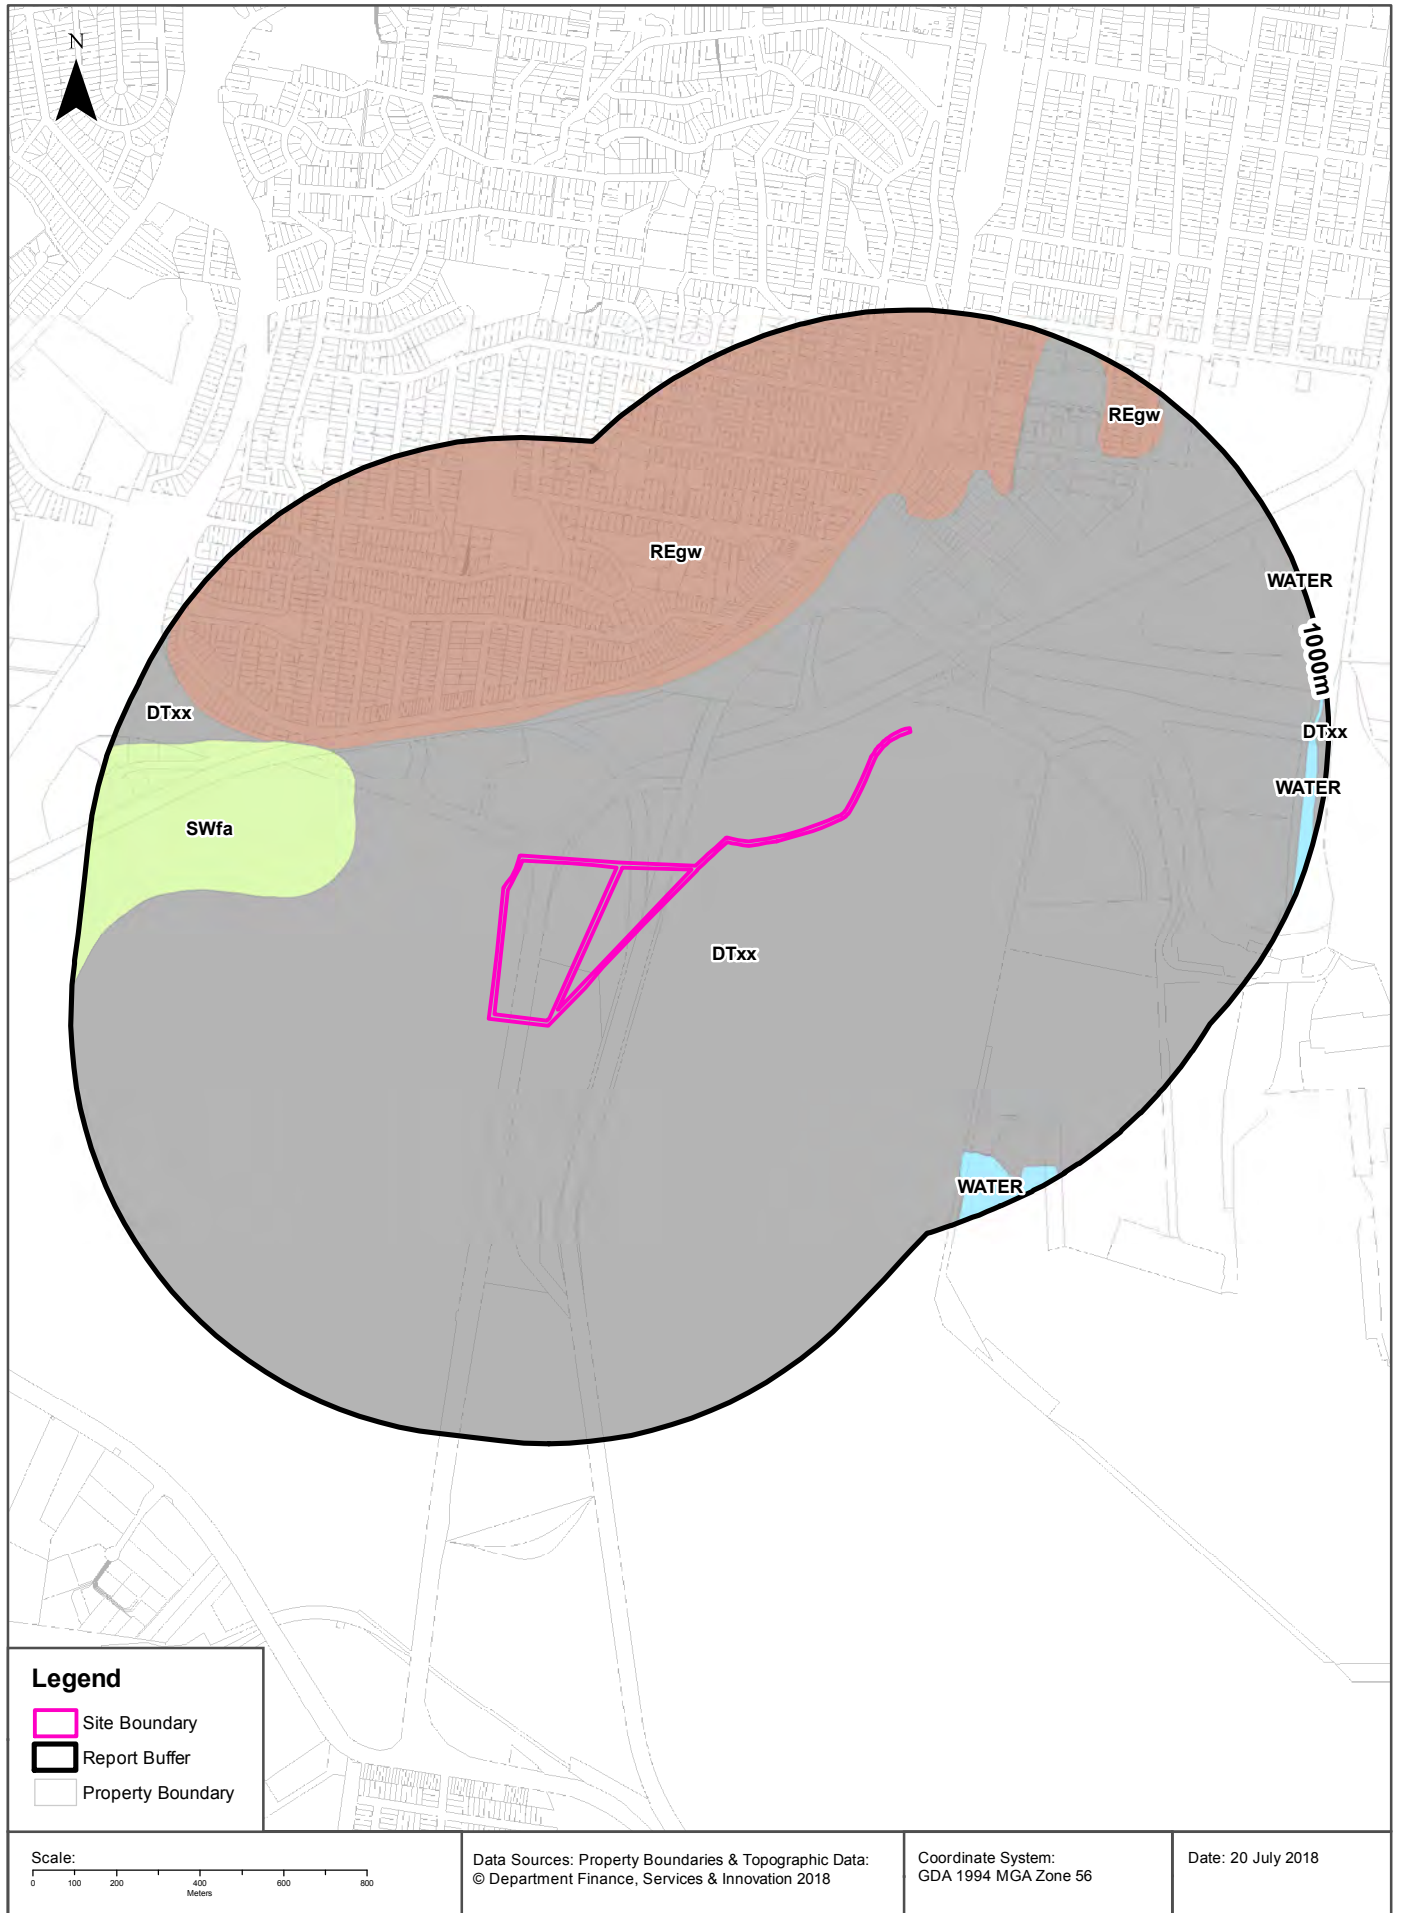 N
REgw
REgw
WATER
1000m
DTxx
DTxx
WATER
SWfa
DTxx
WATER
Legend
Site Boundary
Report Buffer
Property Boundary
Scale:
0 100 200 400 600 800
Meters
Data Sources: Property Boundaries & Topographic Data:
© Department Finance, Services & Innovation 2018
Coordinate System:
GDA 1994 MGA Zone 56
Date: 20 July 2018